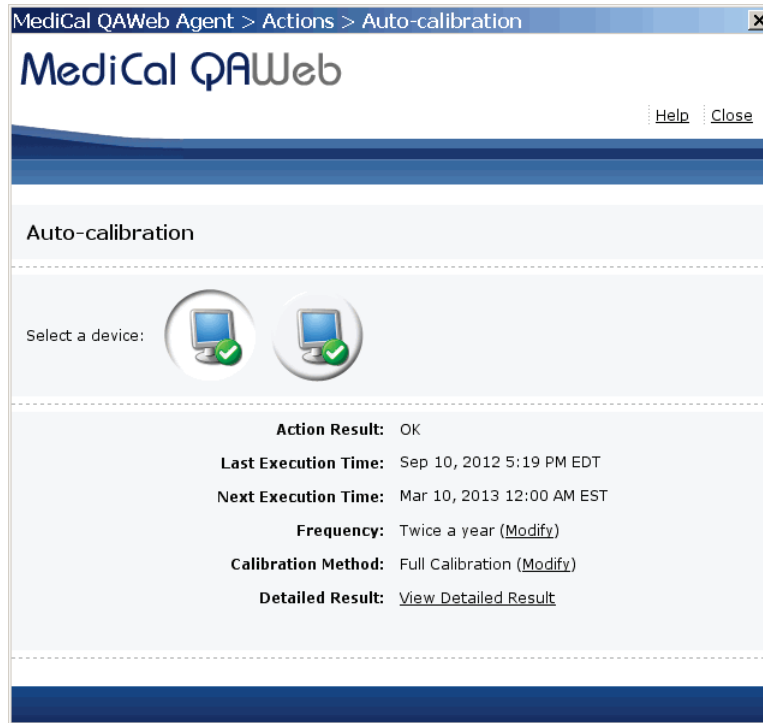 MediCal QAWeb Agent > Actions > Auto-calibration
MediCal QAWeb
Help Close
Auto-calibration
Select a device:
Action Result: OK
Last Execution Time: Sep 10, 2012 5:19 PM EDT
Next Execution Time: Mar 10, 2013 12:00 AM EST
Frequency: Twice a year (Modify)
Calibration Method: Full Calibration (Modify)
Detailed Result: View Detailed Result